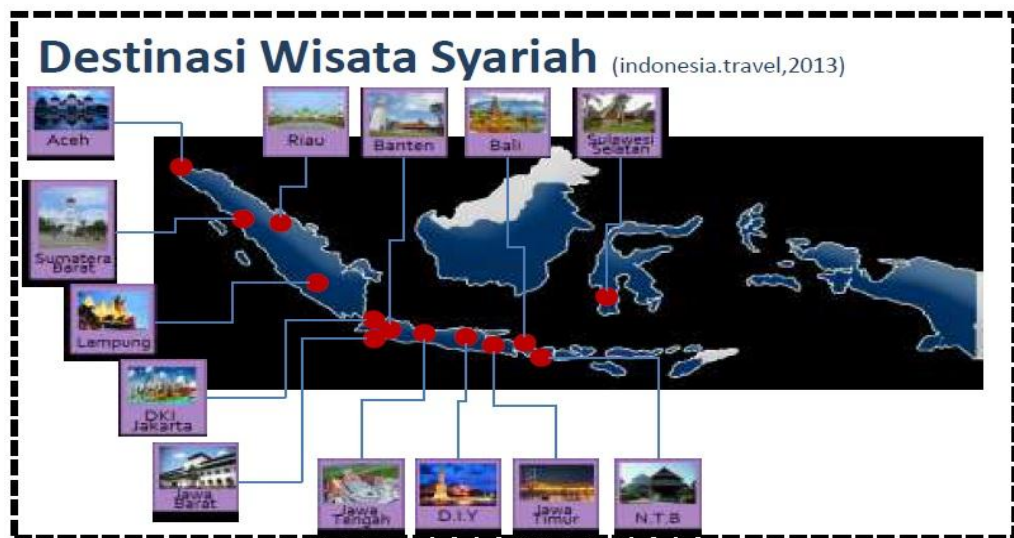 Destinasi Wisata Syariah (indonesia.travel,2013)
Aceh
Riau
Banten
Bali
Sulawesi
Selatan
Sumatera
Barat
Lampung
DKI
Jakarta
Jawa
Barat
Jawa
Tengah
D.I.Y
Jawa
Timur
N.T.B